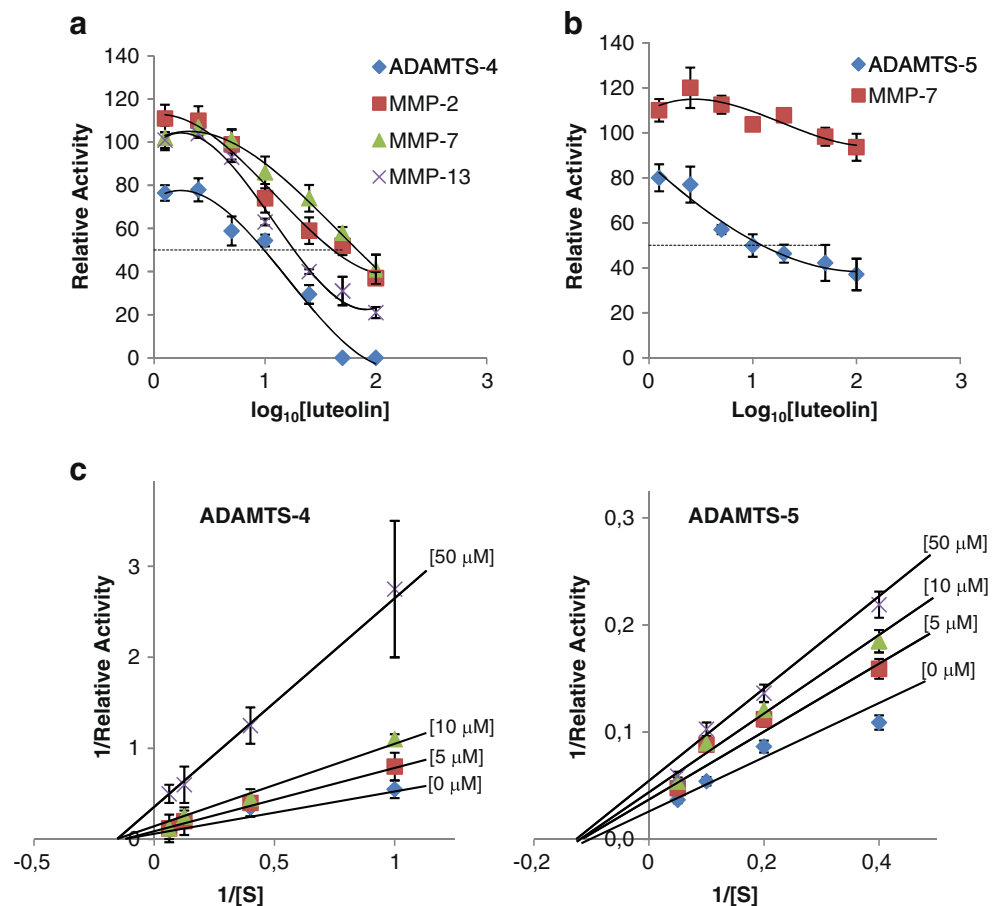 a
140
120
100
80
60
40
20
0
Relative Activity
0
1
2
3
log10[luteolin]
ADAMTS-4
MMP-2
MMP-7
MMP-13
b
140
120
100
80
60
40
20
0
Relative Activity
0
1
2
3
Log10[luteolin]
ADAMTS-5
MMP-7
c
ADAMTS-4
3
2
1
0
1/Relative Activity
-0,5
0
0,5
1
1/[S]
[50 μM]
[10 μM]
[5 μM]
[0 μM]
ADAMTS-5
0,3
0,2
0,1
0,0
1/Relative Activity
-0,2
0
0,2
0,4
1/[S]
[50 μM]
[10 μM]
[5 μM]
[0 μM]